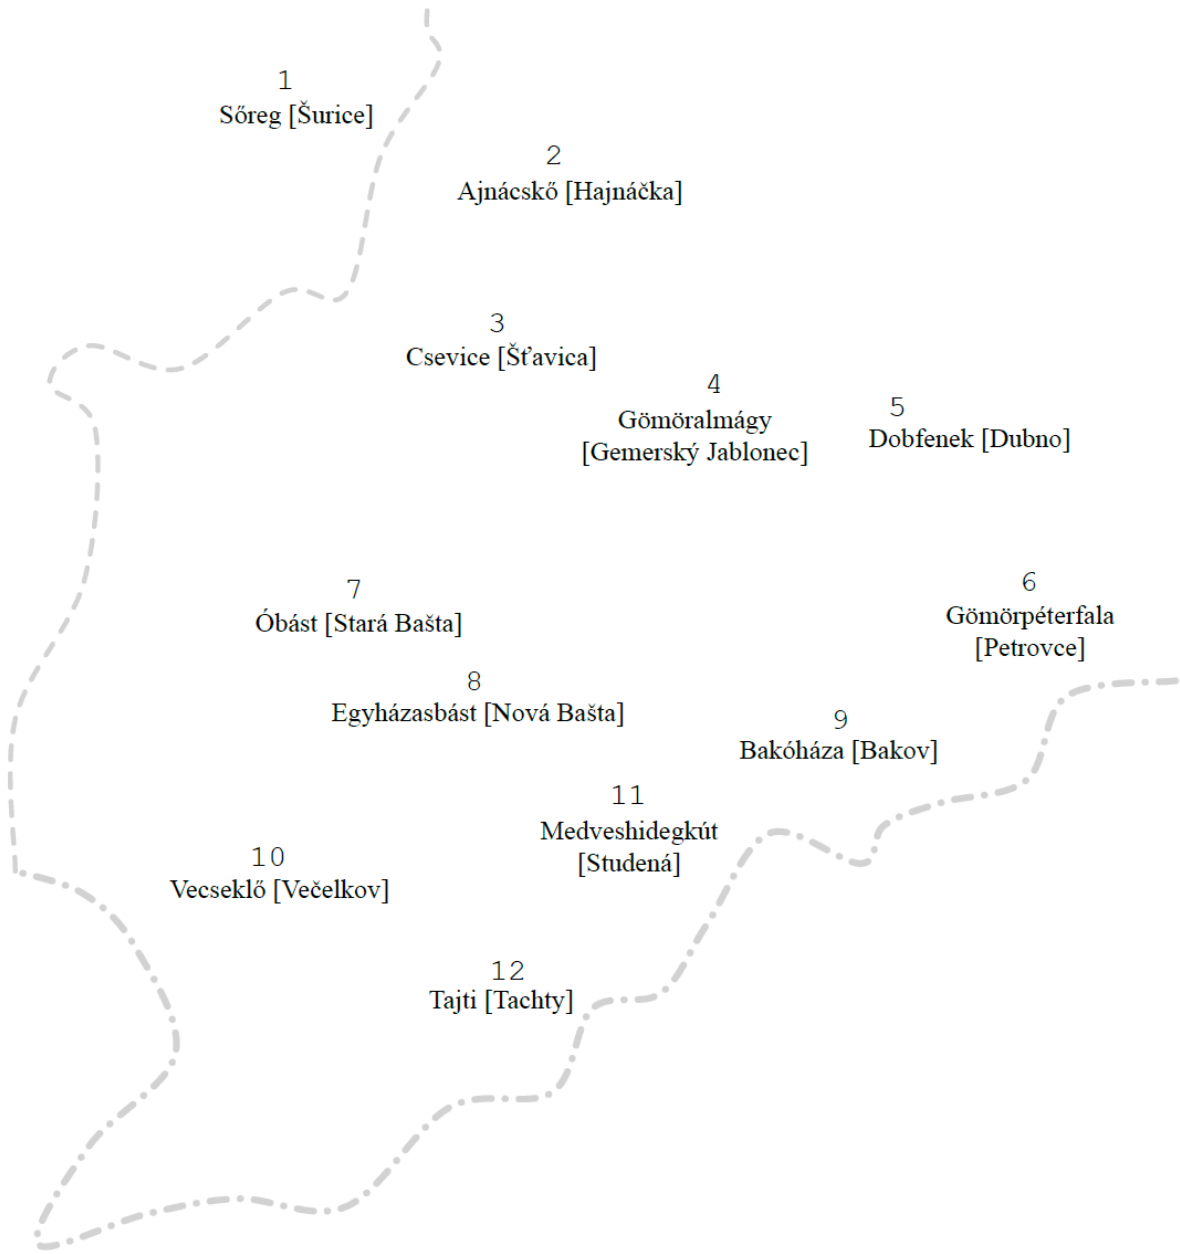 1
Sőreg [Šurice]
2
Ajnácskő [Hajnáčka]
3
Csevice [Šťavica]
4
Gömöralmágy
[Gemerský Jablonec]
5
Dobfenek [Dubno]
6
Gömörpéterfala
[Petrovce]
7
Óbást [Stará Bašta]
8
Egyházasbást [Nová Bašta]
9
Bakóháza [Bakov]
10
Vecseklő [Večelkov]
11
Medveshidegkút
[Studená]
12
Tajti [Tachty]